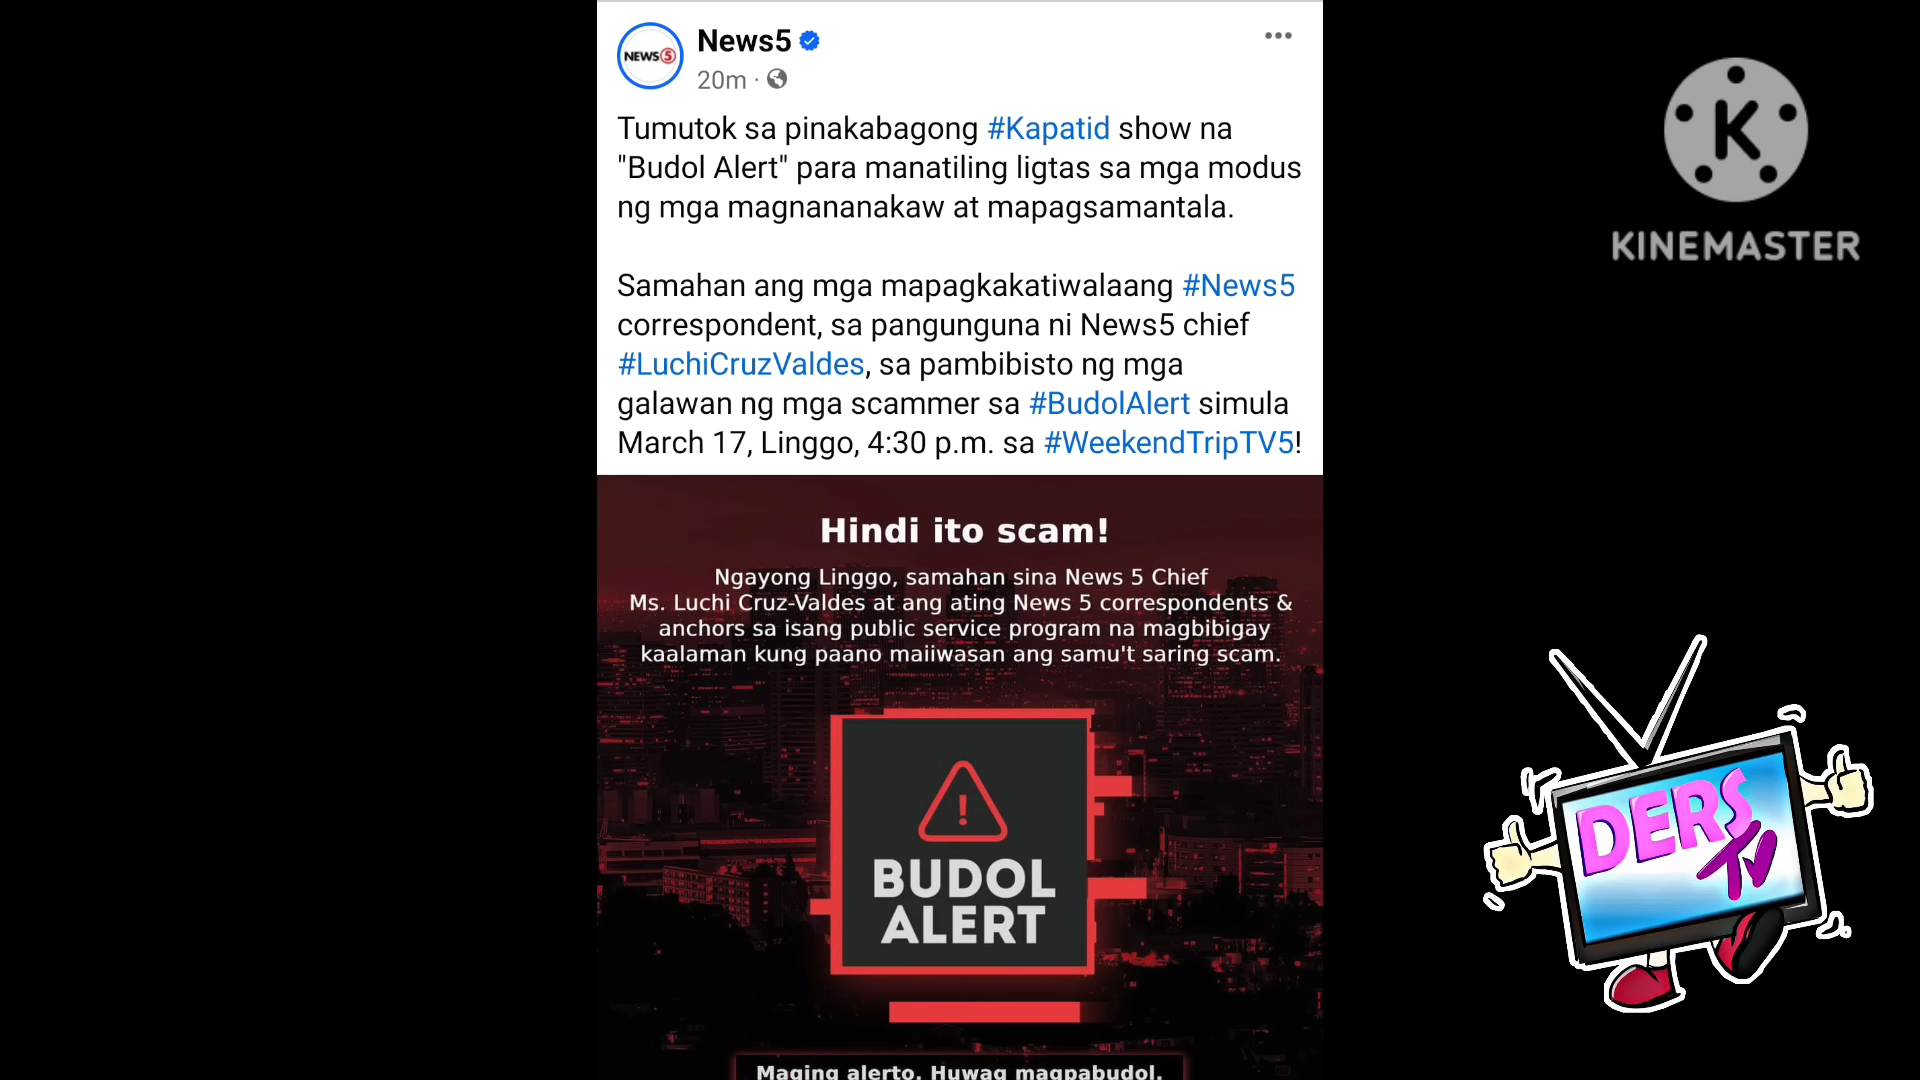 News5
20m ·
Tumutok sa pinakabagong #Kapatid show na
"Budol Alert" para manatiling ligtas sa mga modus
ng mga magnanakaw at mapagsamantala.
Samahan ang mga mapagkakatiwalaang #News5
correspondent, sa pangunguna ni News5 chief
#LuchiCruzValdes, sa pambibisto ng mga
galawan ng mga scammer sa #BudolAlert simula
March 17, Linggo, 4:30 p.m. sa #WeekendTripTV5!
Hindi ito scam!
Ngayong Linggo, samahan sina News 5 Chief
Ms. Luchi Cruz-Valdes at ang ating News 5 correspondents &
anchors sa isang public service program na magbibigay
kaalaman kung paano maiiwasan ang samu't saring scam.
!
BUDOL
ALERT
Maging alerto. Huwag magpabudol.
NEWS5
K
KINEMASTER
DERS
TV